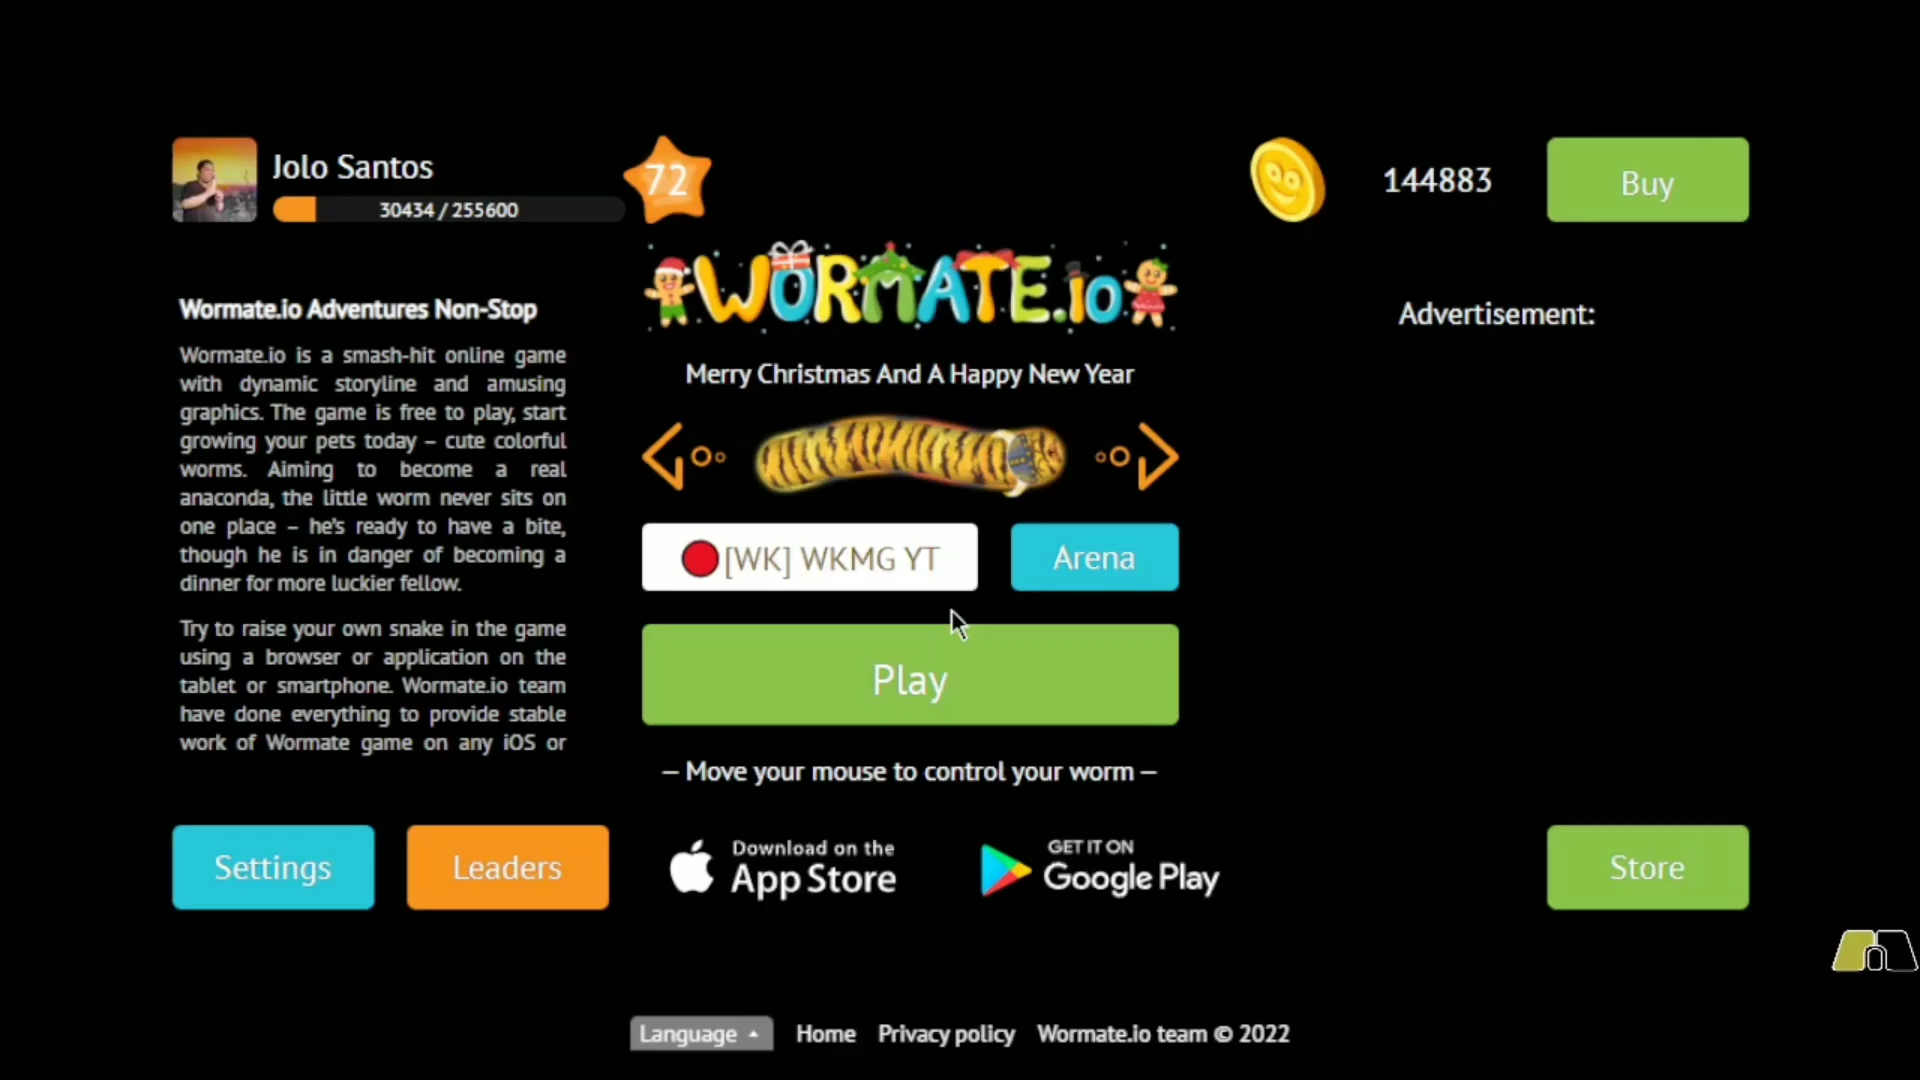 Jolo Santos
30434 / 255600
72
144883
Buy
WORMATE.io
Wormate.io Adventures Non-Stop
Wormate.io is a smash-hit online game
with dynamic storyline and amusing
graphics. The game is free to play, start
growing your pets today – cute colorful
worms. Aiming to become a real
anaconda, the little worm never sits on
one place – he's ready to have a bite,
though he is in danger of becoming a
dinner for more luckier fellow.
Try to raise your own snake in the game
using a browser or application on the
tablet or smartphone. Wormate.io team
have done everything to provide stable
work of Wormate game on any iOS or
Merry Christmas And A Happy New Year
[WK] WKMG YT
Arena
Play
— Move your mouse to control your worm —
Advertisement:
Settings
Leaders
Download on the
App Store
GET IT ON
Google Play
Store
Language
Home
Privacy policy
Wormate.io team © 2022